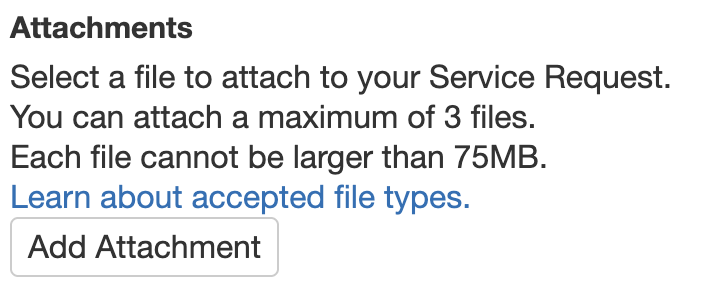 Attachments
Select a file to attach to your Service Request.
You can attach a maximum of 3 files.
Each file cannot be larger than 75MB.
Learn about accepted file types.
Add Attachment